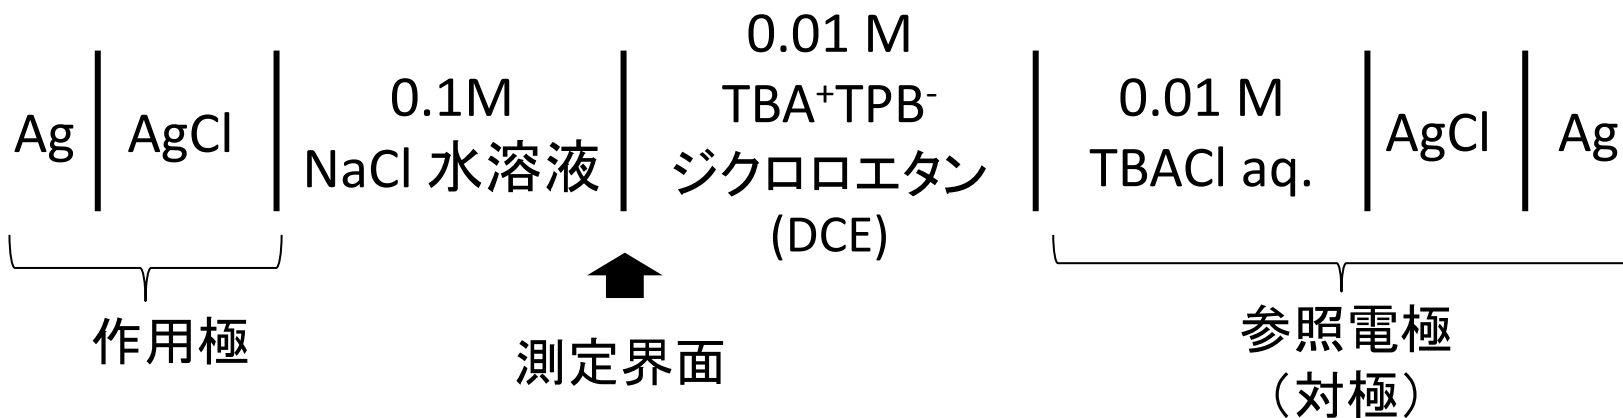 Ag
AgCl
0.1M
NaCl 水溶液
0.01 M
TBA⁺TPB⁻
ジクロロエタン
(DCE)
0.01 M
TBACl aq.
AgCl
Ag
作用極
測定界面
参照電極
（対極）